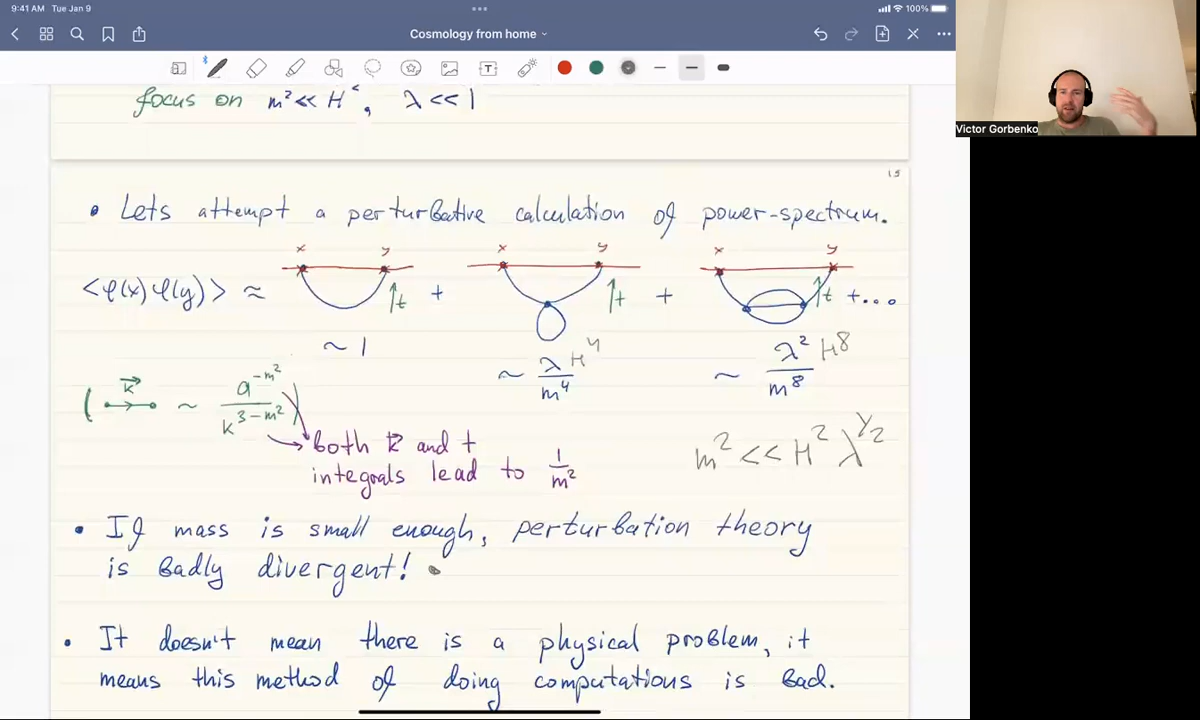 9:41 AM Tue Jan 9
100%
Cosmology from home
Victor Gorbenko
focus on m² << H², λ << 1
15
• Lets attempt a perturbative calculation of power-spectrum.
x y x y x y
<φ(x)φ(y)> ≈ ↑t + ↑t + ↑t +...
~ 1 ~ λ/m⁴ H⁴ ~ λ²/m⁸ H⁸
( k⃗ ~ a^{-m²}/k^{3-m²} )
both k⃗ and t
integrals lead to 1/m²
m² << H² λ^{1/2}
• If mass is small enough, perturbation theory
is badly divergent!
• It doesn't mean there is a physical problem, it
means this method of doing computations is bad.